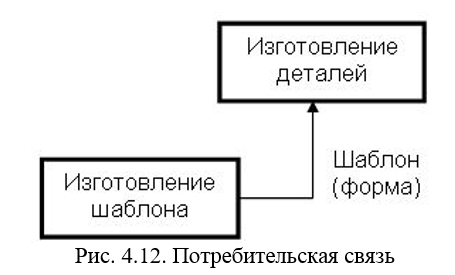 Изготовление
деталей
Шаблон
(форма)
Изготовление
шаблона
Рис. 4.12. Потребительская связь